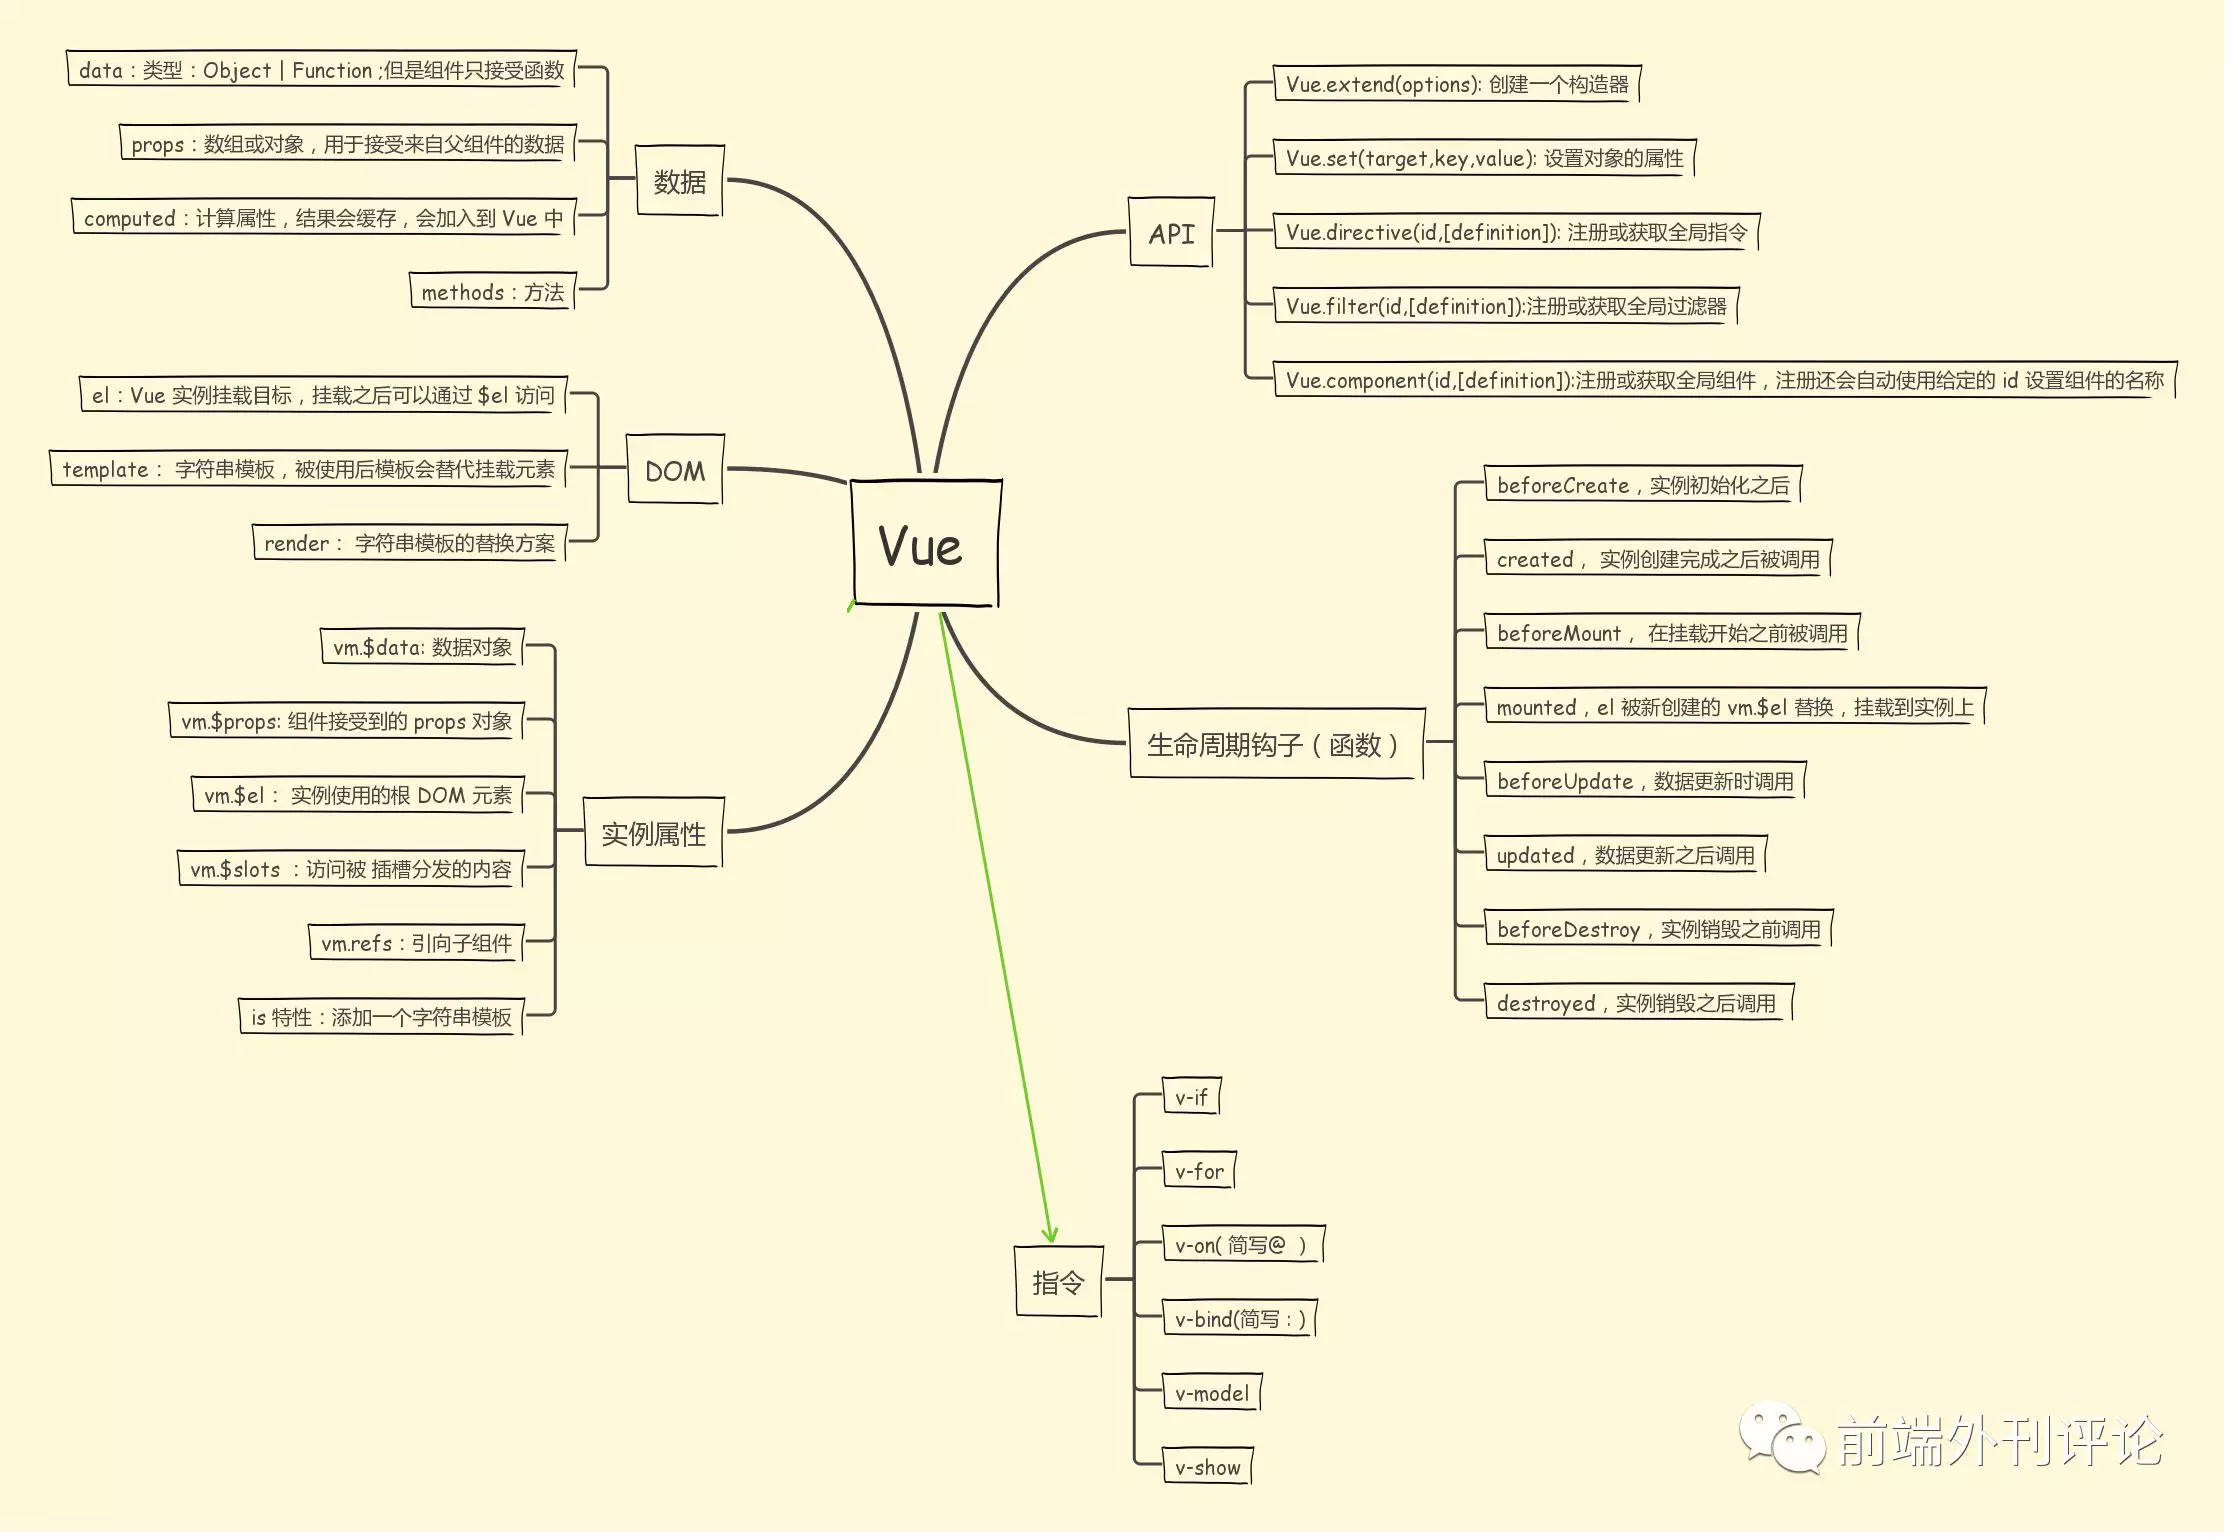 Vue
数据
data：类型：Object | Function ;但是组件只接受函数
props：数组或对象，用于接受来自父组件的数据
computed：计算属性，结果会缓存，会加入到 Vue 中
methods：方法
DOM
el：Vue 实例挂载目标，挂载之后可以通过 $el 访问
template： 字符串模板，被使用后模板会替代挂载元素
render： 字符串模板的替换方案
实例属性
vm.$data: 数据对象
vm.$props: 组件接受到的 props 对象
vm.$el： 实例使用的根 DOM 元素
vm.$slots ：访问被 插槽分发的内容
vm.refs：引向子组件
is 特性：添加一个字符串模板
API
Vue.extend(options): 创建一个构造器
Vue.set(target,key,value): 设置对象的属性
Vue.directive(id,[definition]): 注册或获取全局指令
Vue.filter(id,[definition]):注册或获取全局过滤器
Vue.component(id,[definition]):注册或获取全局组件，注册还会自动使用给定的 id 设置组件的名称
生命周期钩子（函数）
beforeCreate，实例初始化之后
created， 实例创建完成之后被调用
beforeMount， 在挂载开始之前被调用
mounted，el 被新创建的 vm.$el 替换，挂载到实例上
beforeUpdate，数据更新时调用
updated，数据更新之后调用
beforeDestroy，实例销毁之前调用
destroyed，实例销毁之后调用
指令
v-if
v-for
v-on( 简写@ )
v-bind(简写：)
v-model
v-show
前端外刊评论